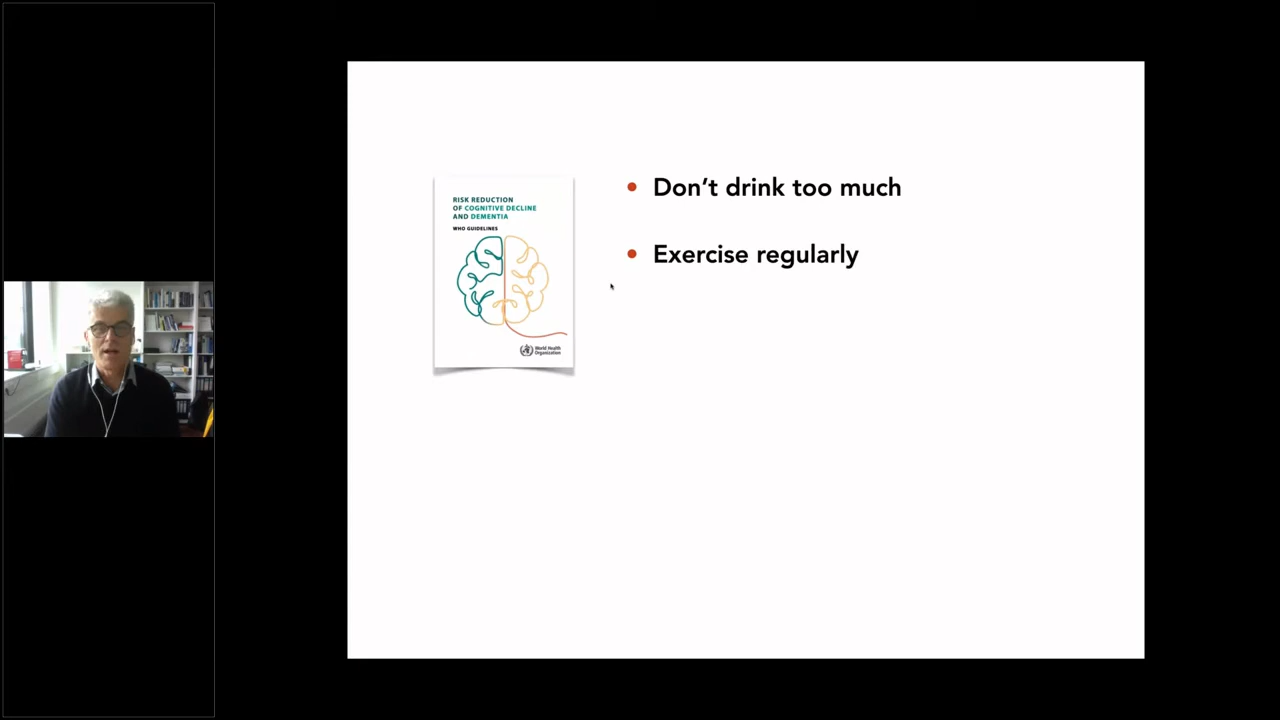 RISK REDUCTION
OF COGNITIVE DECLINE
AND DEMENTIA
WHO GUIDELINES
World Health
Organization
• Don’t drink too much
• Exercise regularly